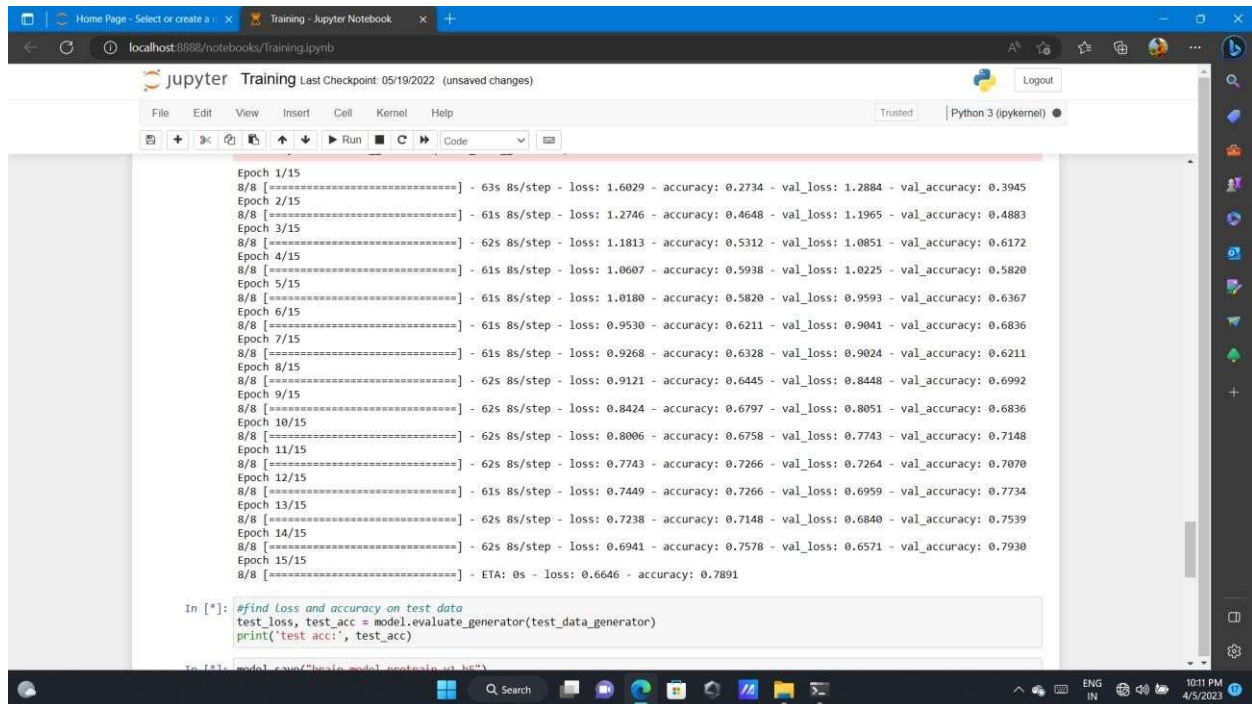 Home Page - Select or create a n
Training - Jupyter Notebook
localhost:8888/notebooks/Training.ipynb
jupyter Training Last Checkpoint: 05/19/2022 (unsaved changes)
Logout
File Edit View Insert Cell Kernel Help
Trusted Python 3 (ipykernel)
Run Code
Epoch 1/15
8/8 [==============================] - 63s 8s/step - loss: 1.6029 - accuracy: 0.2734 - val_loss: 1.2884 - val_accuracy: 0.3945
Epoch 2/15
8/8 [==============================] - 61s 8s/step - loss: 1.2746 - accuracy: 0.4648 - val_loss: 1.1965 - val_accuracy: 0.4883
Epoch 3/15
8/8 [==============================] - 62s 8s/step - loss: 1.1813 - accuracy: 0.5312 - val_loss: 1.0851 - val_accuracy: 0.6172
Epoch 4/15
8/8 [==============================] - 61s 8s/step - loss: 1.0607 - accuracy: 0.5938 - val_loss: 1.0225 - val_accuracy: 0.5820
Epoch 5/15
8/8 [==============================] - 61s 8s/step - loss: 1.0180 - accuracy: 0.5820 - val_loss: 0.9593 - val_accuracy: 0.6367
Epoch 6/15
8/8 [==============================] - 61s 8s/step - loss: 0.9530 - accuracy: 0.6211 - val_loss: 0.9041 - val_accuracy: 0.6836
Epoch 7/15
8/8 [==============================] - 61s 8s/step - loss: 0.9268 - accuracy: 0.6328 - val_loss: 0.9024 - val_accuracy: 0.6211
Epoch 8/15
8/8 [==============================] - 62s 8s/step - loss: 0.9121 - accuracy: 0.6445 - val_loss: 0.8448 - val_accuracy: 0.6992
Epoch 9/15
8/8 [==============================] - 62s 8s/step - loss: 0.8424 - accuracy: 0.6797 - val_loss: 0.8051 - val_accuracy: 0.6836
Epoch 10/15
8/8 [==============================] - 62s 8s/step - loss: 0.8006 - accuracy: 0.6758 - val_loss: 0.7743 - val_accuracy: 0.7148
Epoch 11/15
8/8 [==============================] - 62s 8s/step - loss: 0.7743 - accuracy: 0.7266 - val_loss: 0.7264 - val_accuracy: 0.7070
Epoch 12/15
8/8 [==============================] - 61s 8s/step - loss: 0.7449 - accuracy: 0.7266 - val_loss: 0.6959 - val_accuracy: 0.7734
Epoch 13/15
8/8 [==============================] - 62s 8s/step - loss: 0.7238 - accuracy: 0.7148 - val_loss: 0.6840 - val_accuracy: 0.7539
Epoch 14/15
8/8 [==============================] - 62s 8s/step - loss: 0.6941 - accuracy: 0.7578 - val_loss: 0.6571 - val_accuracy: 0.7930
Epoch 15/15
8/8 [==============================] - ETA: 0s - loss: 0.6646 - accuracy: 0.7891
In [*]: #find loss and accuracy on test data
test_loss, test_acc = model.evaluate_generator(test_data_generator)
print('test acc:', test_acc)
In [*]: model.save("brain_model_pretrain_v1.h5")
Search
ENG
IN
10:11 PM
4/5/2023